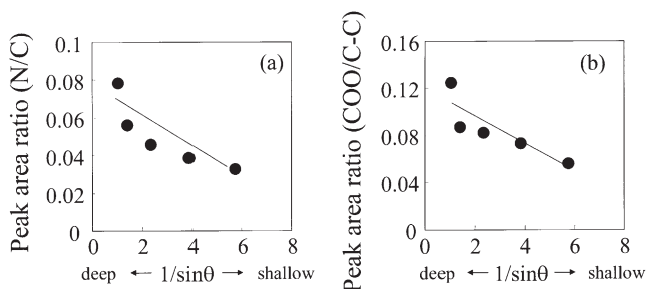 Peak area ratio (N/C)
0.1
0.08
0.06
0.04
0.02
0
(a)
0 2 4 6 8
deep ← 1/sinθ → shallow
Peak area ratio (COO/C-C)
0.16
0.12
0.08
0.04
0
(b)
0 2 4 6 8
deep ← 1/sinθ → shallow